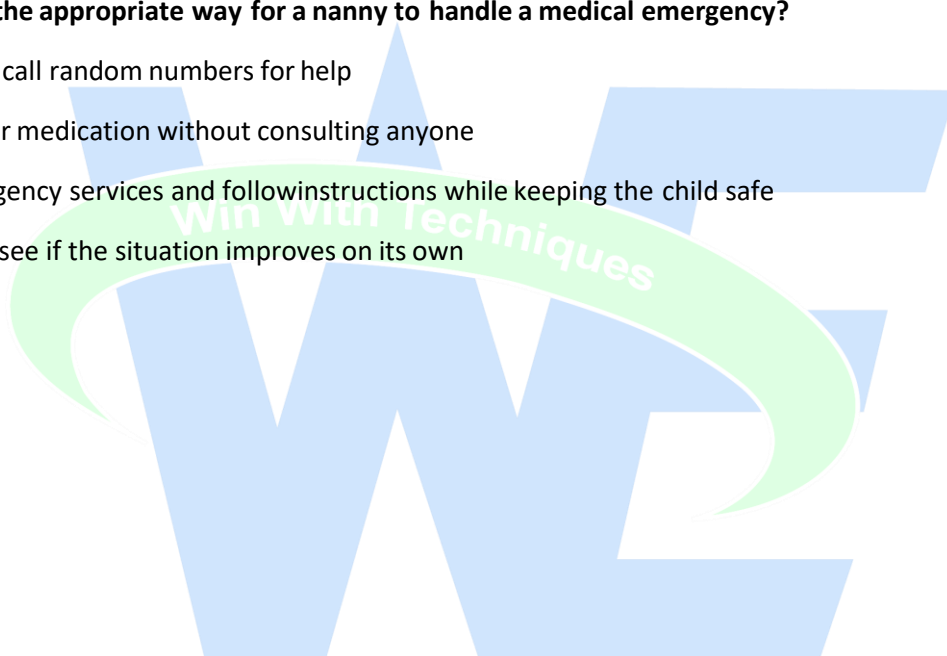 the appropriate way for a nanny to handle a medical emergency?
call random numbers for help
r medication without consulting anyone
gency services and followinstructions while keeping the child safe
see if the situation improves on its own
Win With Techniques
WE